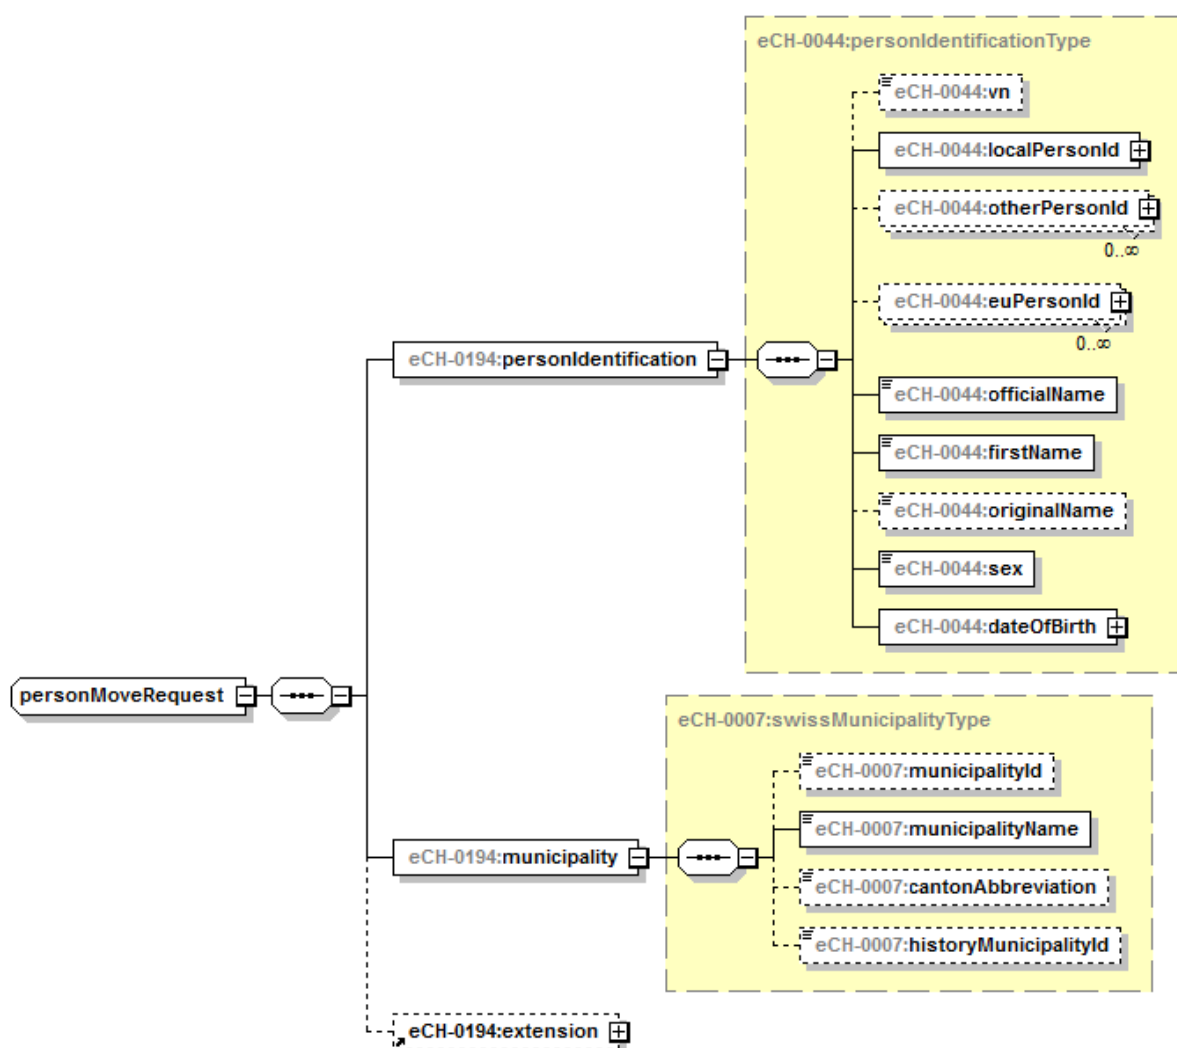 eCH-0044:personIdentificationType
eCH-0044:vn
eCH-0044:localPersonId
eCH-0044:otherPersonId
0..∞
eCH-0044:euPersonId
0..∞
eCH-0194:personIdentification
eCH-0044:officialName
eCH-0044:firstName
eCH-0044:originalName
eCH-0044:sex
eCH-0044:dateOfBirth
personMoveRequest
eCH-0007:swissMunicipalityType
eCH-0007:municipalityId
eCH-0007:municipalityName
eCH-0194:municipality
eCH-0007:cantonAbbreviation
eCH-0007:historyMunicipalityId
eCH-0194:extension